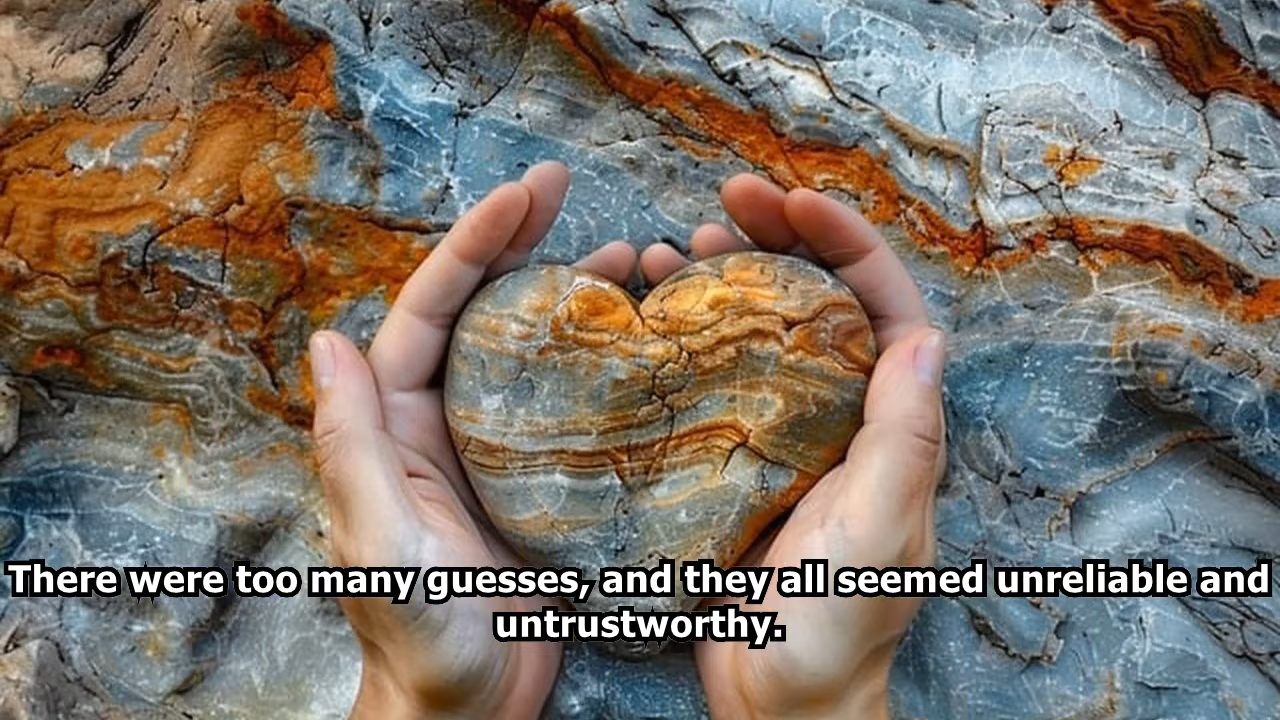 There were too many guesses, and they all seemed unreliable and
untrustworthy.